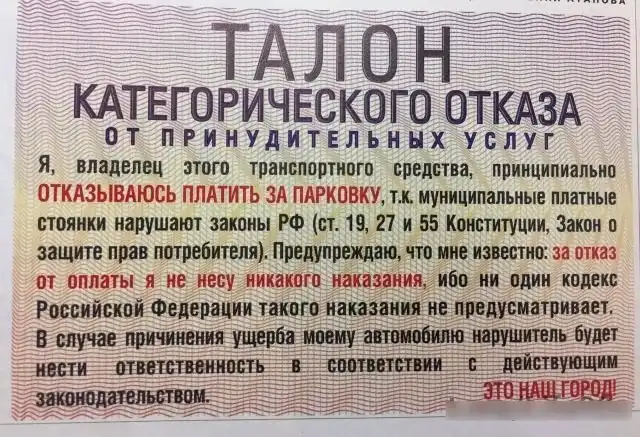 ТАЛОН
КАТЕГОРИЧЕСКОГО ОТКАЗА
ОТ ПРИНУДИТЕЛЬНЫХ УСЛУГ
Я, владелец этого транспортного средства, принципиально
ОТКАЗЫВАЮСЬ ПЛАТИТЬ ЗА ПАРКОВКУ, т.к. муниципальные платные
стоянки нарушают законы РФ (ст. 19, 27 и 55 Конституции, Закон о
защите прав потребителя). Предупреждаю, что мне известно: за отказ
от оплаты я не несу никакого наказания, ибо ни один кодекс
Российской Федерации такого наказания не предусматривает.
В случае причинения ущерба моему автомобилю нарушитель будет
нести ответственность в соответствии с действующим
законодательством.
ЭТО НАШ ГОРОД!